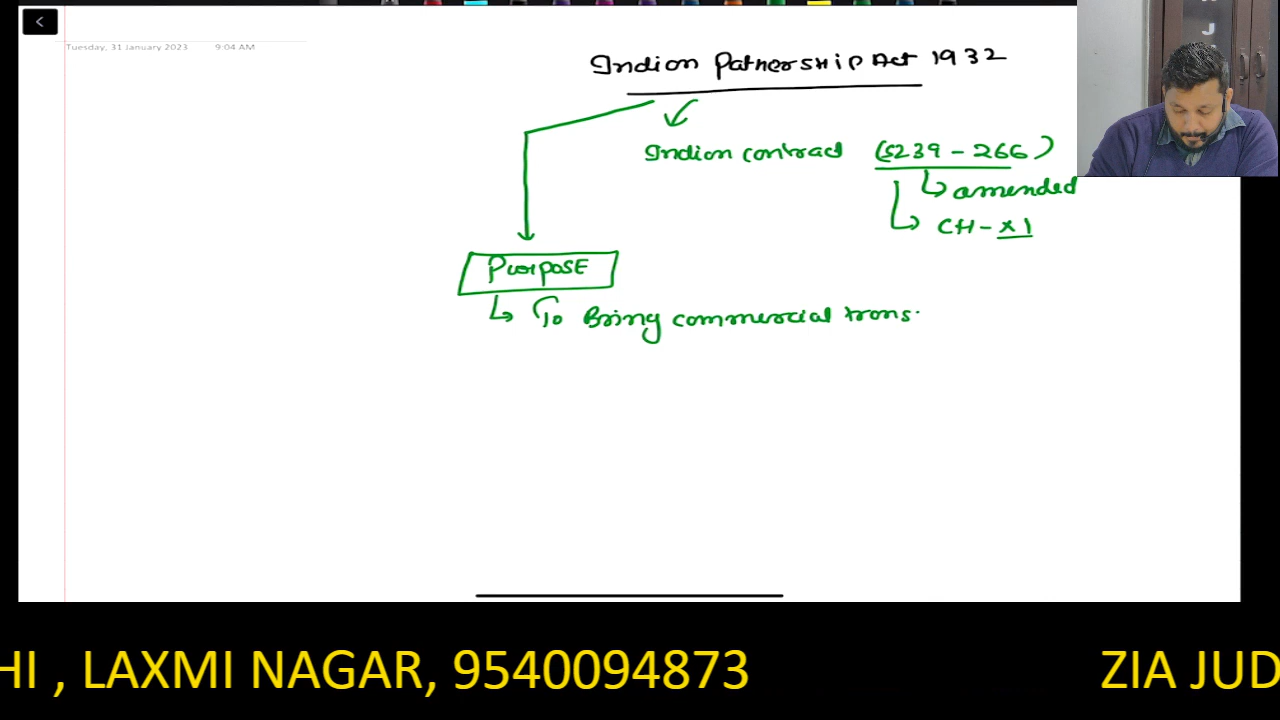 Tuesday, 31 January 2023 9:04 AM
J
Indian Patnership Act 1932
Indian contract (S239 - 266)
amended
CH - XI
Purpose
To Bring commercial trans.
HI , LAXMI NAGAR, 9540094873 ZIA JUD